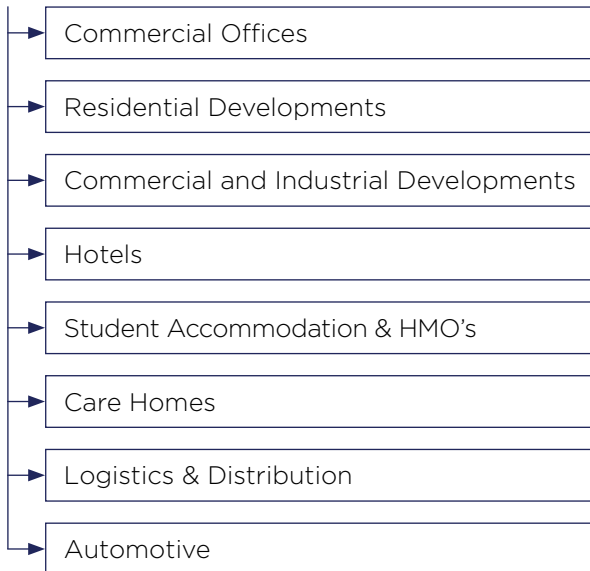 Commercial Offices
Residential Developments
Commercial and Industrial Developments
Hotels
Student Accommodation & HMO’s
Care Homes
Logistics & Distribution
Automotive